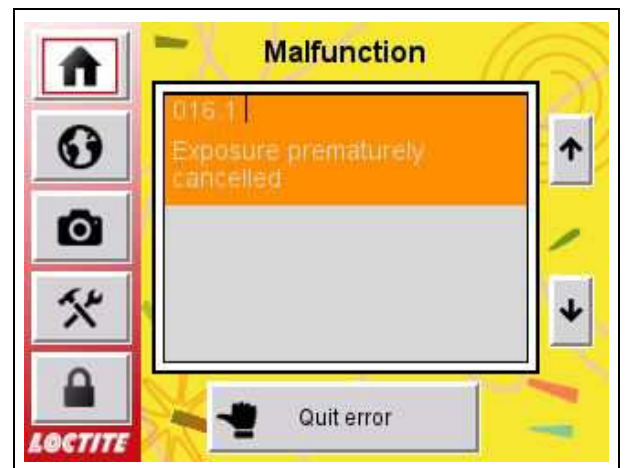 Malfunction
016.1
Exposure prematurely
cancelled
Quit error
LOCTITE